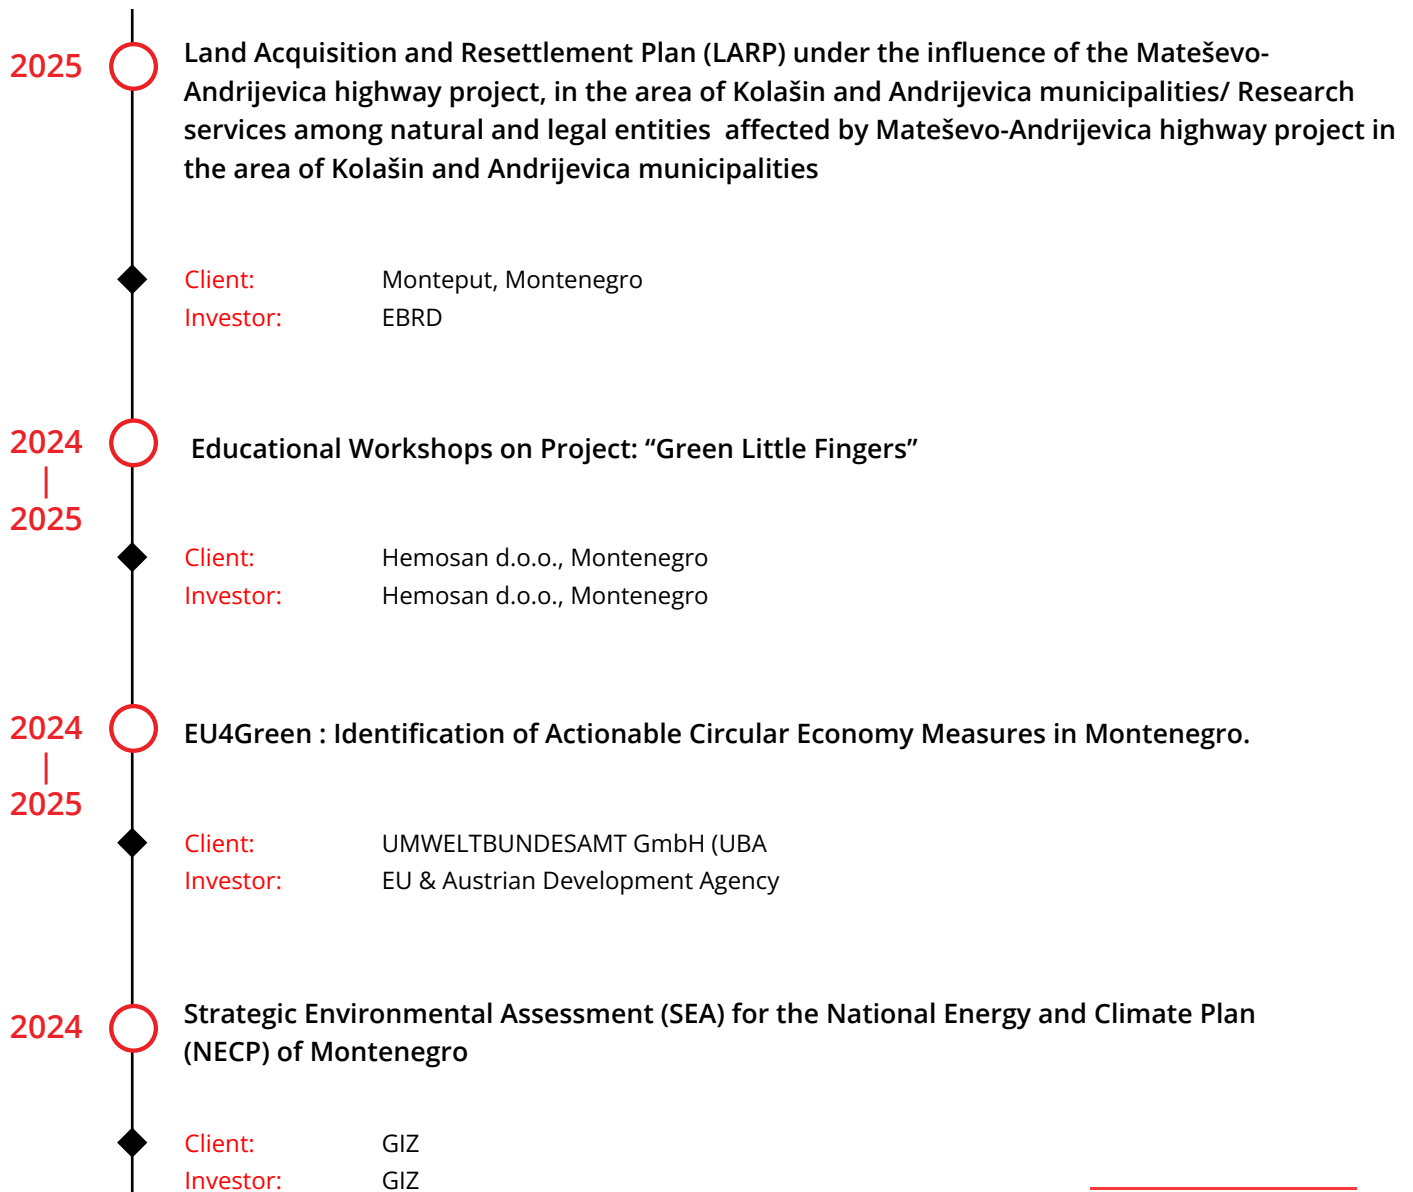 2025
Land Acquisition and Resettlement Plan (LARP) under the influence of the Mateševo-
Andrijevica highway project, in the area of Kolašin and Andrijevica municipalities/ Research
services among natural and legal entities  affected by Mateševo-Andrijevica highway project in
the area of Kolašin and Andrijevica municipalities
Client: Monteput, Montenegro
Investor: EBRD
2024
|
2025
Educational Workshops on Project: “Green Little Fingers”
Client: Hemosan d.o.o., Montenegro
Investor: Hemosan d.o.o., Montenegro
2024
|
2025
EU4Green : Identification of Actionable Circular Economy Measures in Montenegro.
Client: UMWELTBUNDESAMT GmbH (UBA
Investor: EU & Austrian Development Agency
2024
Strategic Environmental Assessment (SEA) for the National Energy and Climate Plan
(NECP) of Montenegro
Client: GIZ
Investor: GIZ